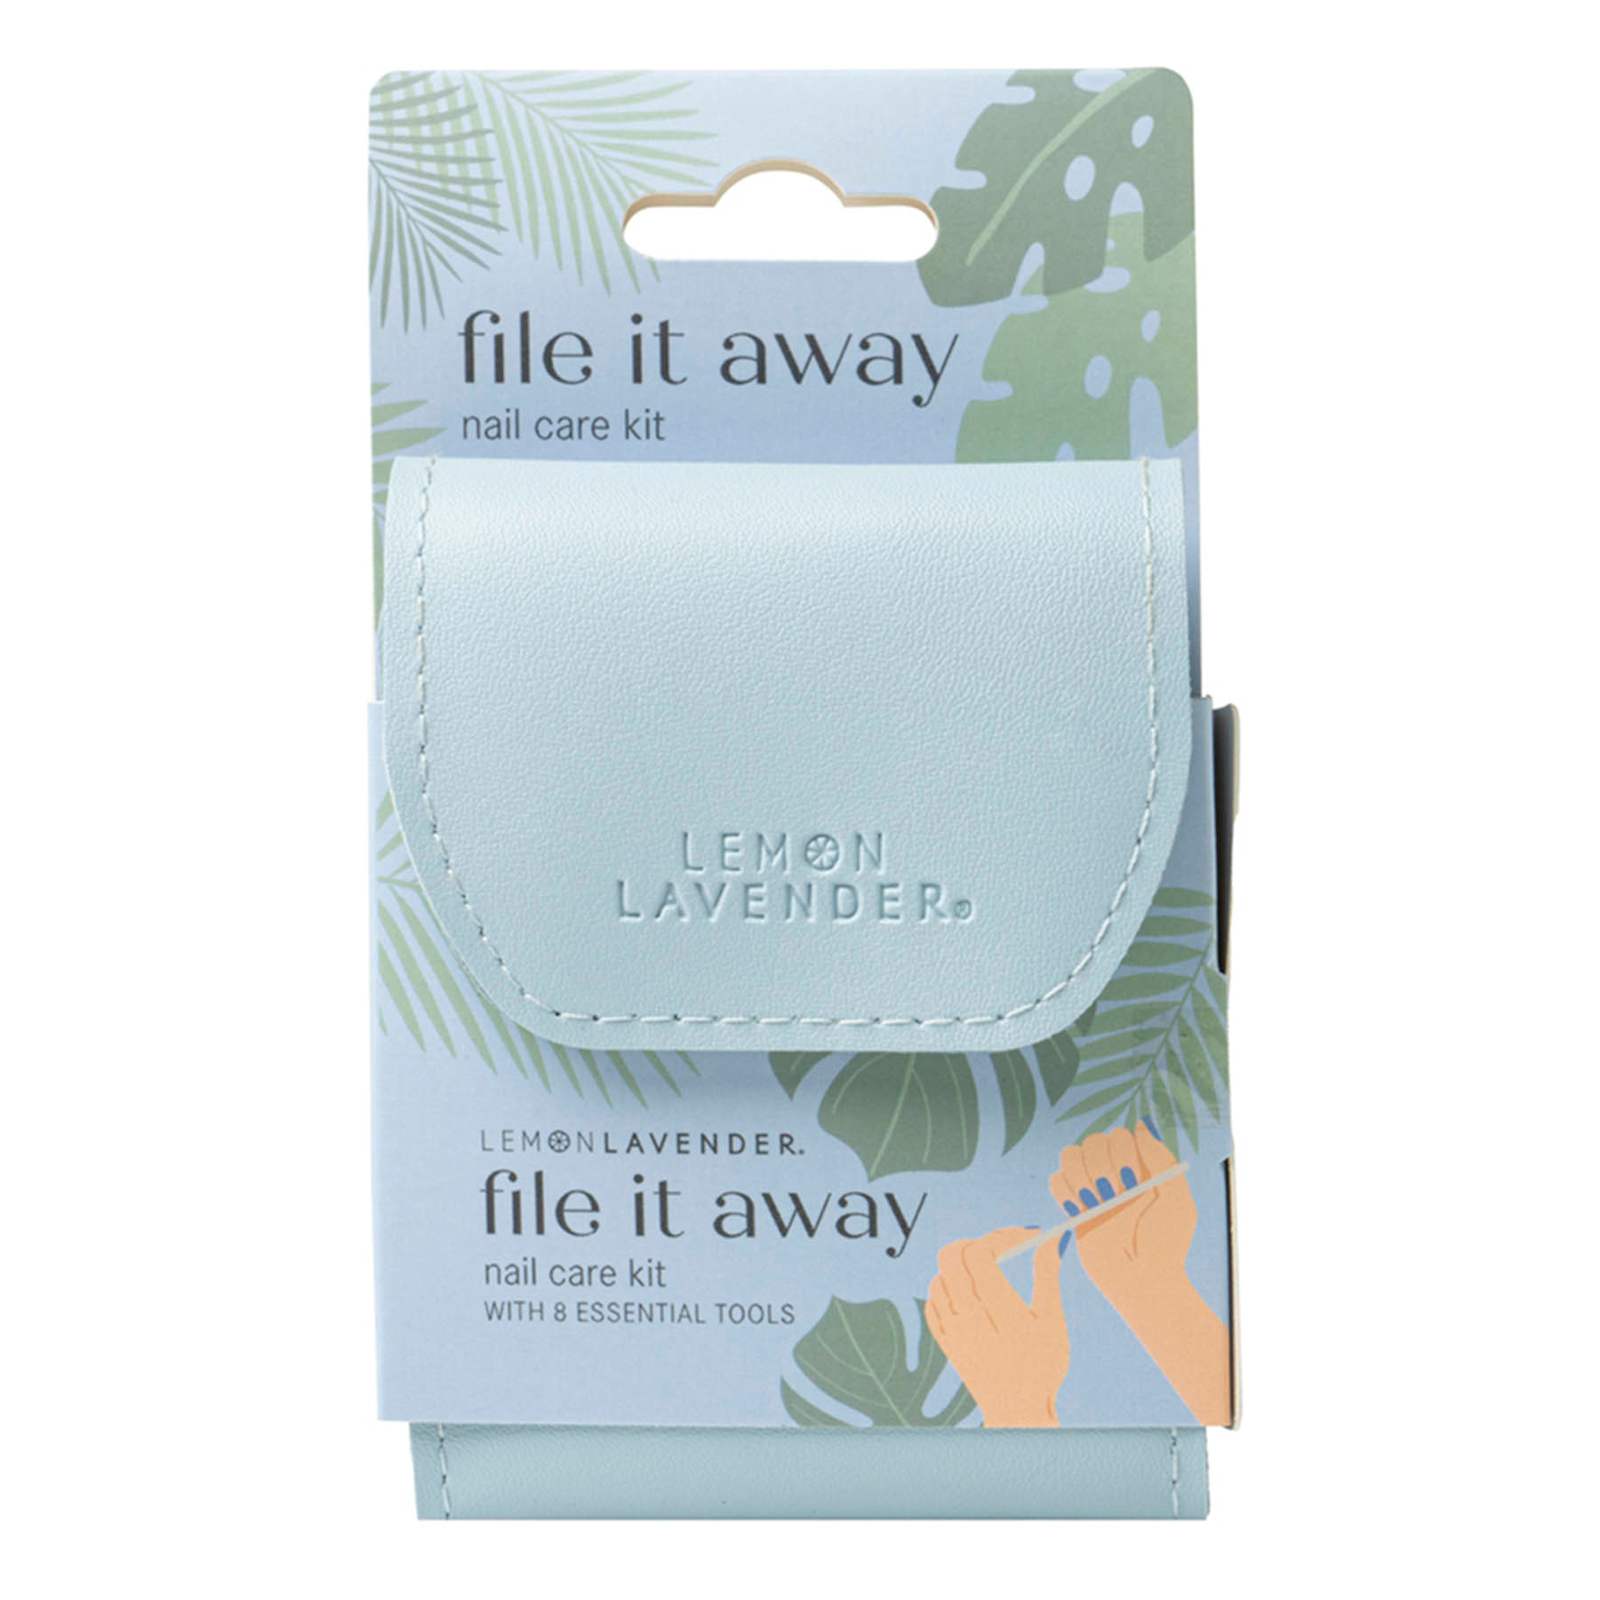 file it away
nail care kit
LEMON
LAVENDER®
LEMONLAVENDER®
file it away
nail care kit
WITH 8 ESSENTIAL TOOLS